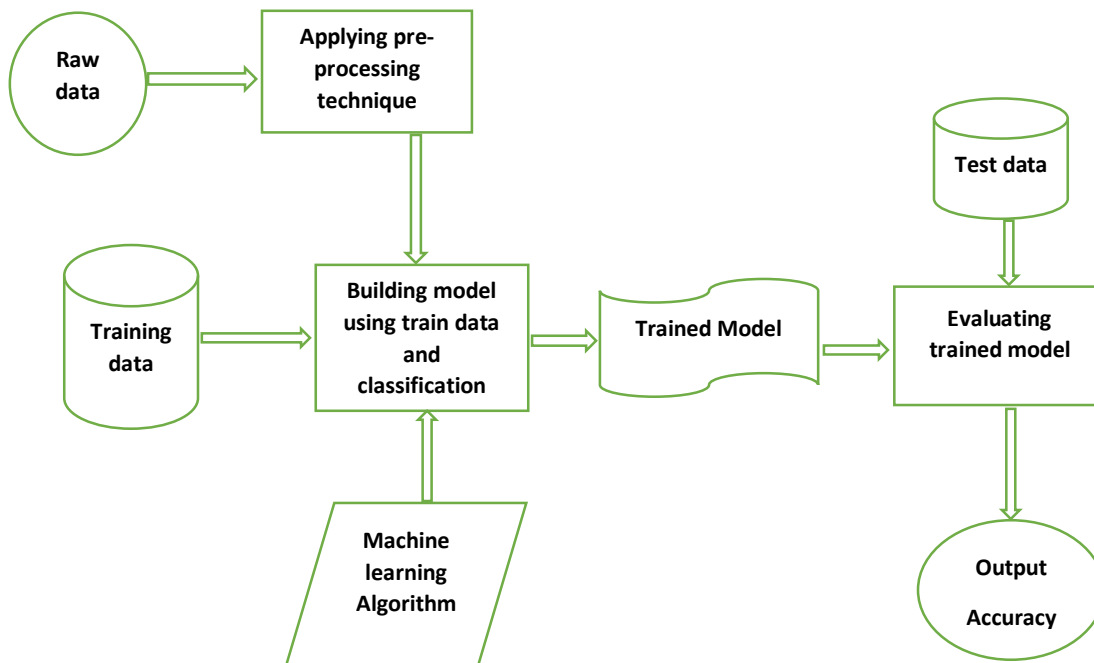 Raw
data
Applying pre-
processing
technique
Test data
Training
data
Building model
using train data
and
classification
Trained Model
Evaluating
trained model
Machine
learning
Algorithm
Output
Accuracy